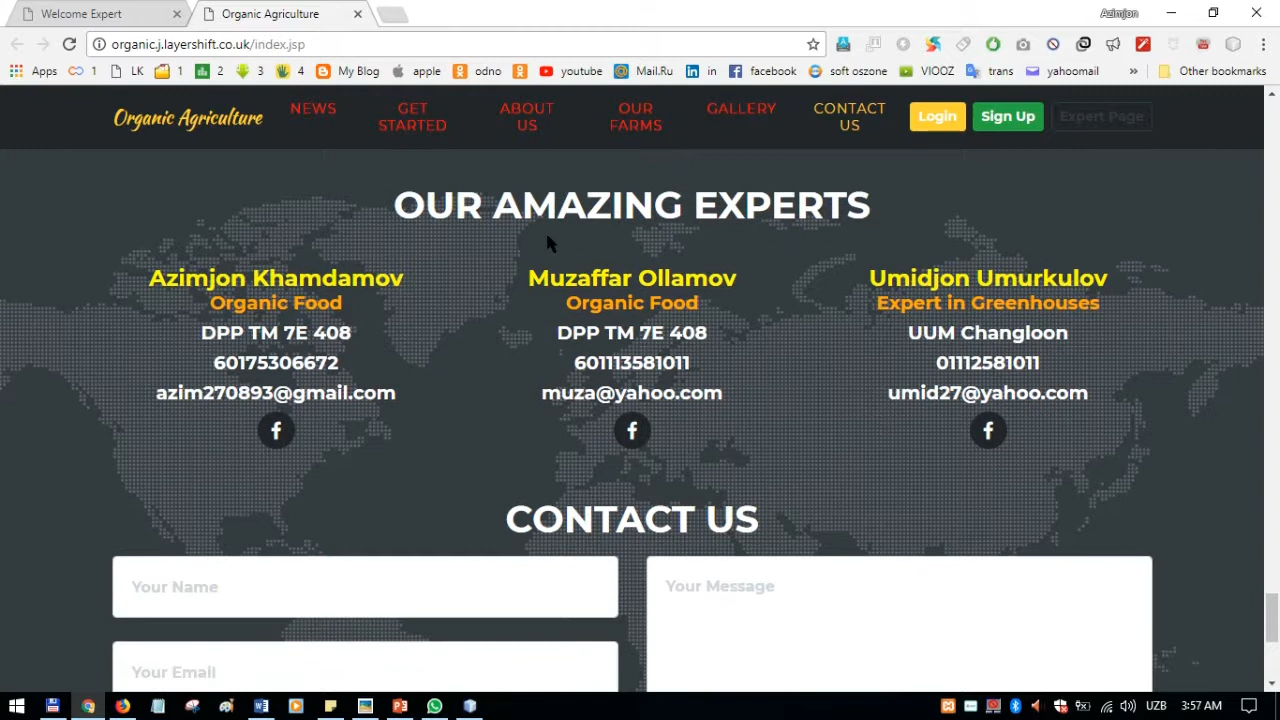 Welcome Expert
Organic Agriculture
Azimjon
organic.j.layershift.co.uk/index.jsp
Apps 1 LK 1 2 3 4 My Blog apple odno youtube Mail.Ru in facebook soft oszone VIOOZ trans yahoomail » Other bookmarks
Organic Agriculture
NEWS
GET
STARTED
ABOUT
US
OUR
FARMS
GALLERY
CONTACT
US
Login
Sign Up
Expert Page
OUR AMAZING EXPERTS
Azimjon Khamdamov
Organic Food
DPP TM 7E 408
60175306672
azim270893@gmail.com
Muzaffar Ollamov
Organic Food
DPP TM 7E 408
601113581011
muza@yahoo.com
Umidjon Umurkulov
Expert in Greenhouses
UUM Changloon
01112581011
umid27@yahoo.com
CONTACT US
Your Name
Your Message
Your Email
UZB 3:57 AM